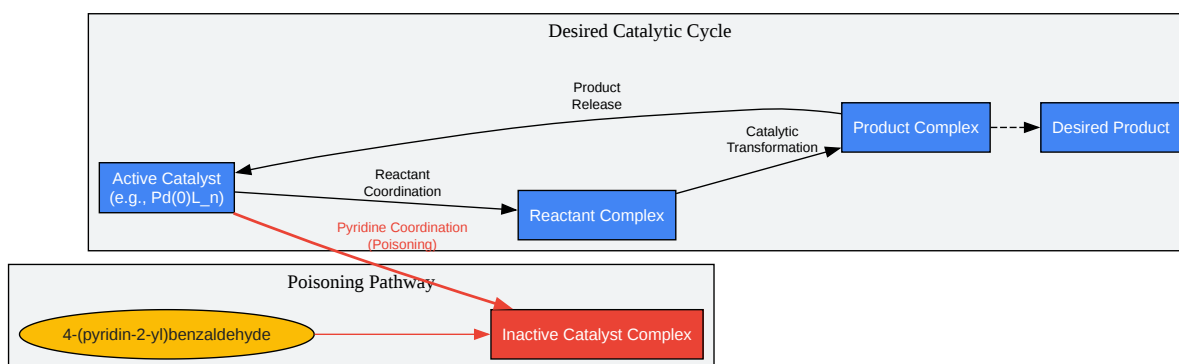 Desired Catalytic Cycle
Product
Release
Product Complex
Desired Product
Catalytic
Transformation
Active Catalyst
(e.g., Pd(0)L_n)
Reactant
Coordination
Reactant Complex
Pyridine Coordination
(Poisoning)
Poisoning Pathway
4-(pyridin-2-yl)benzaldehyde
Inactive Catalyst Complex